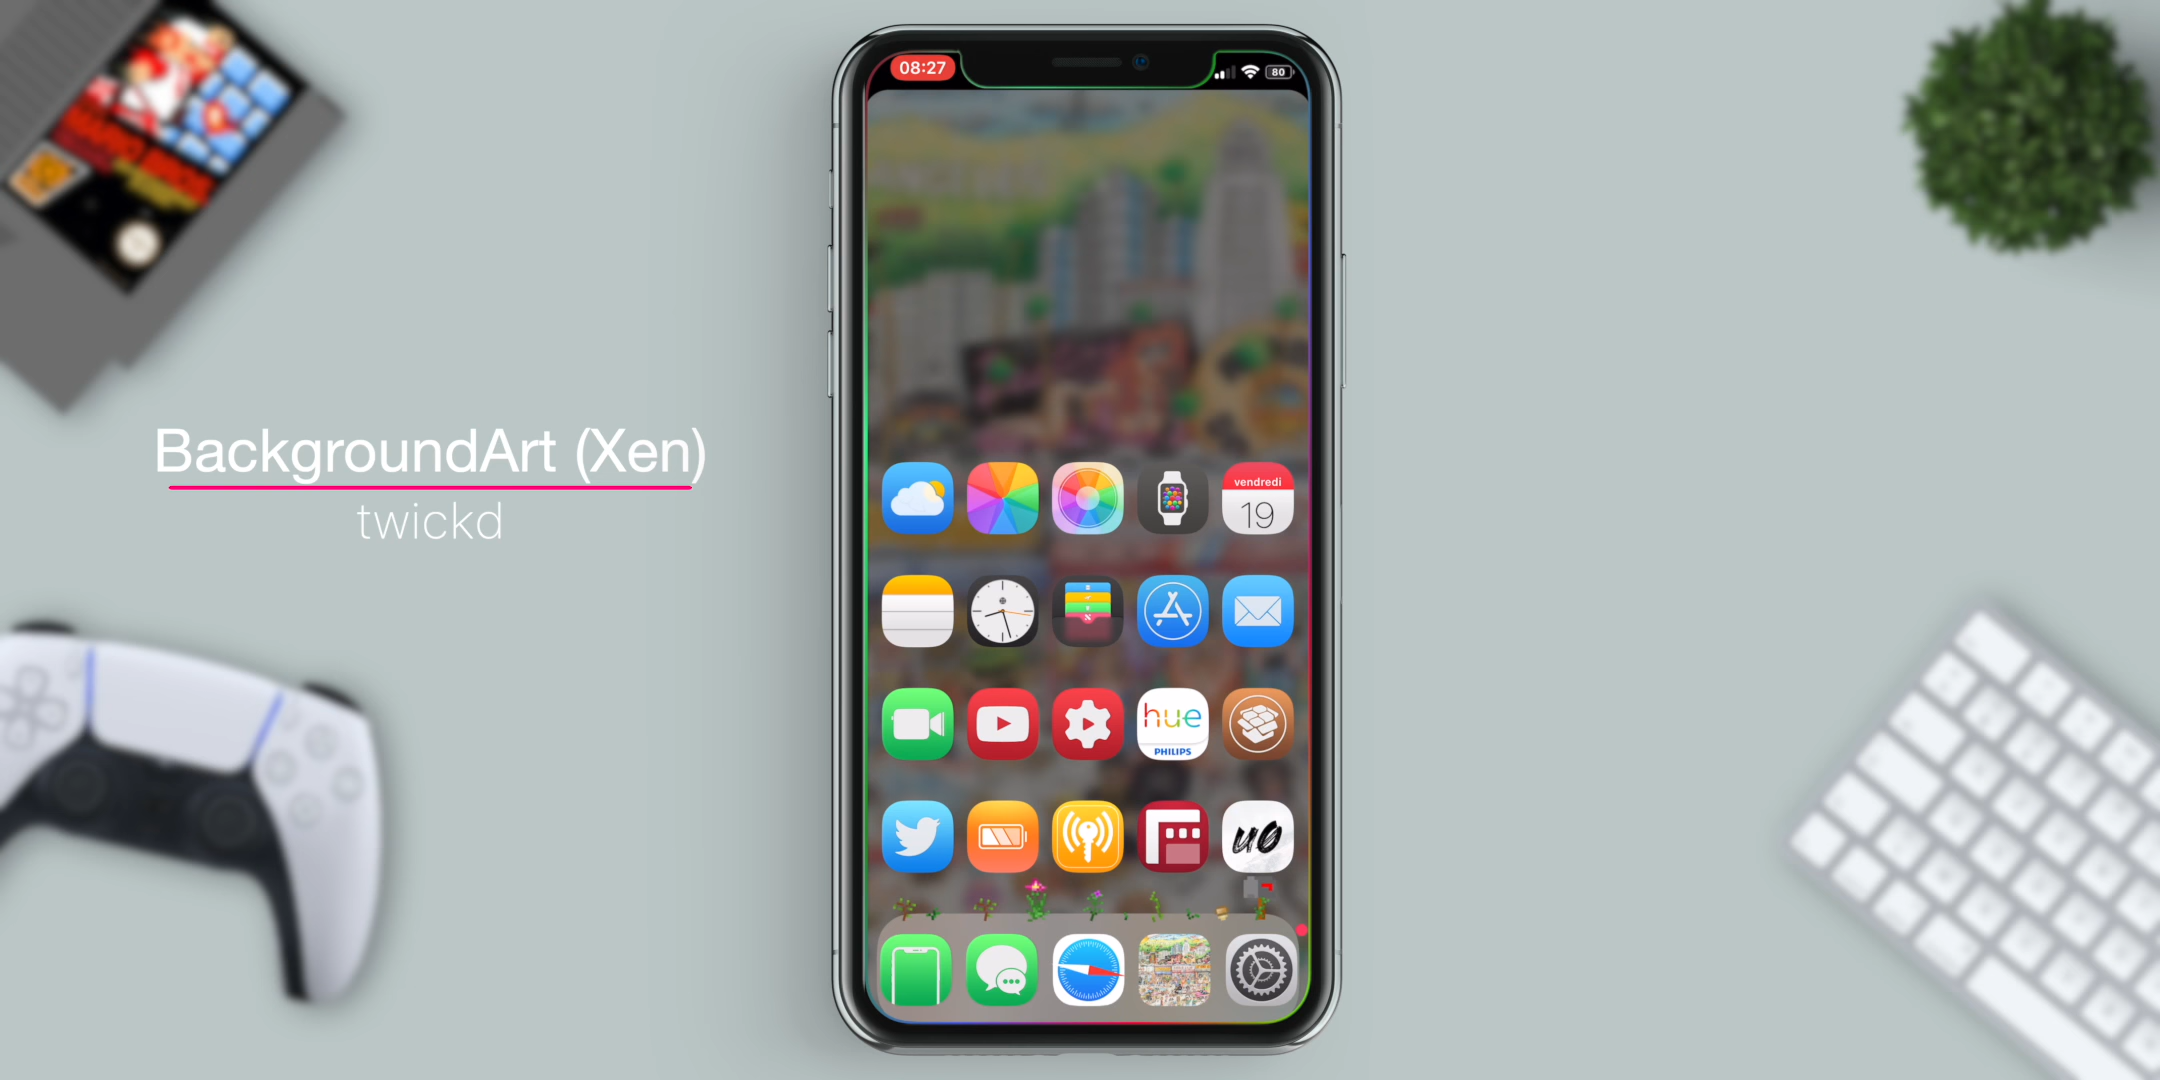 08:27
80
BackgroundArt (Xen)
twickd
vendredi
19
hue
PHILIPS
uo